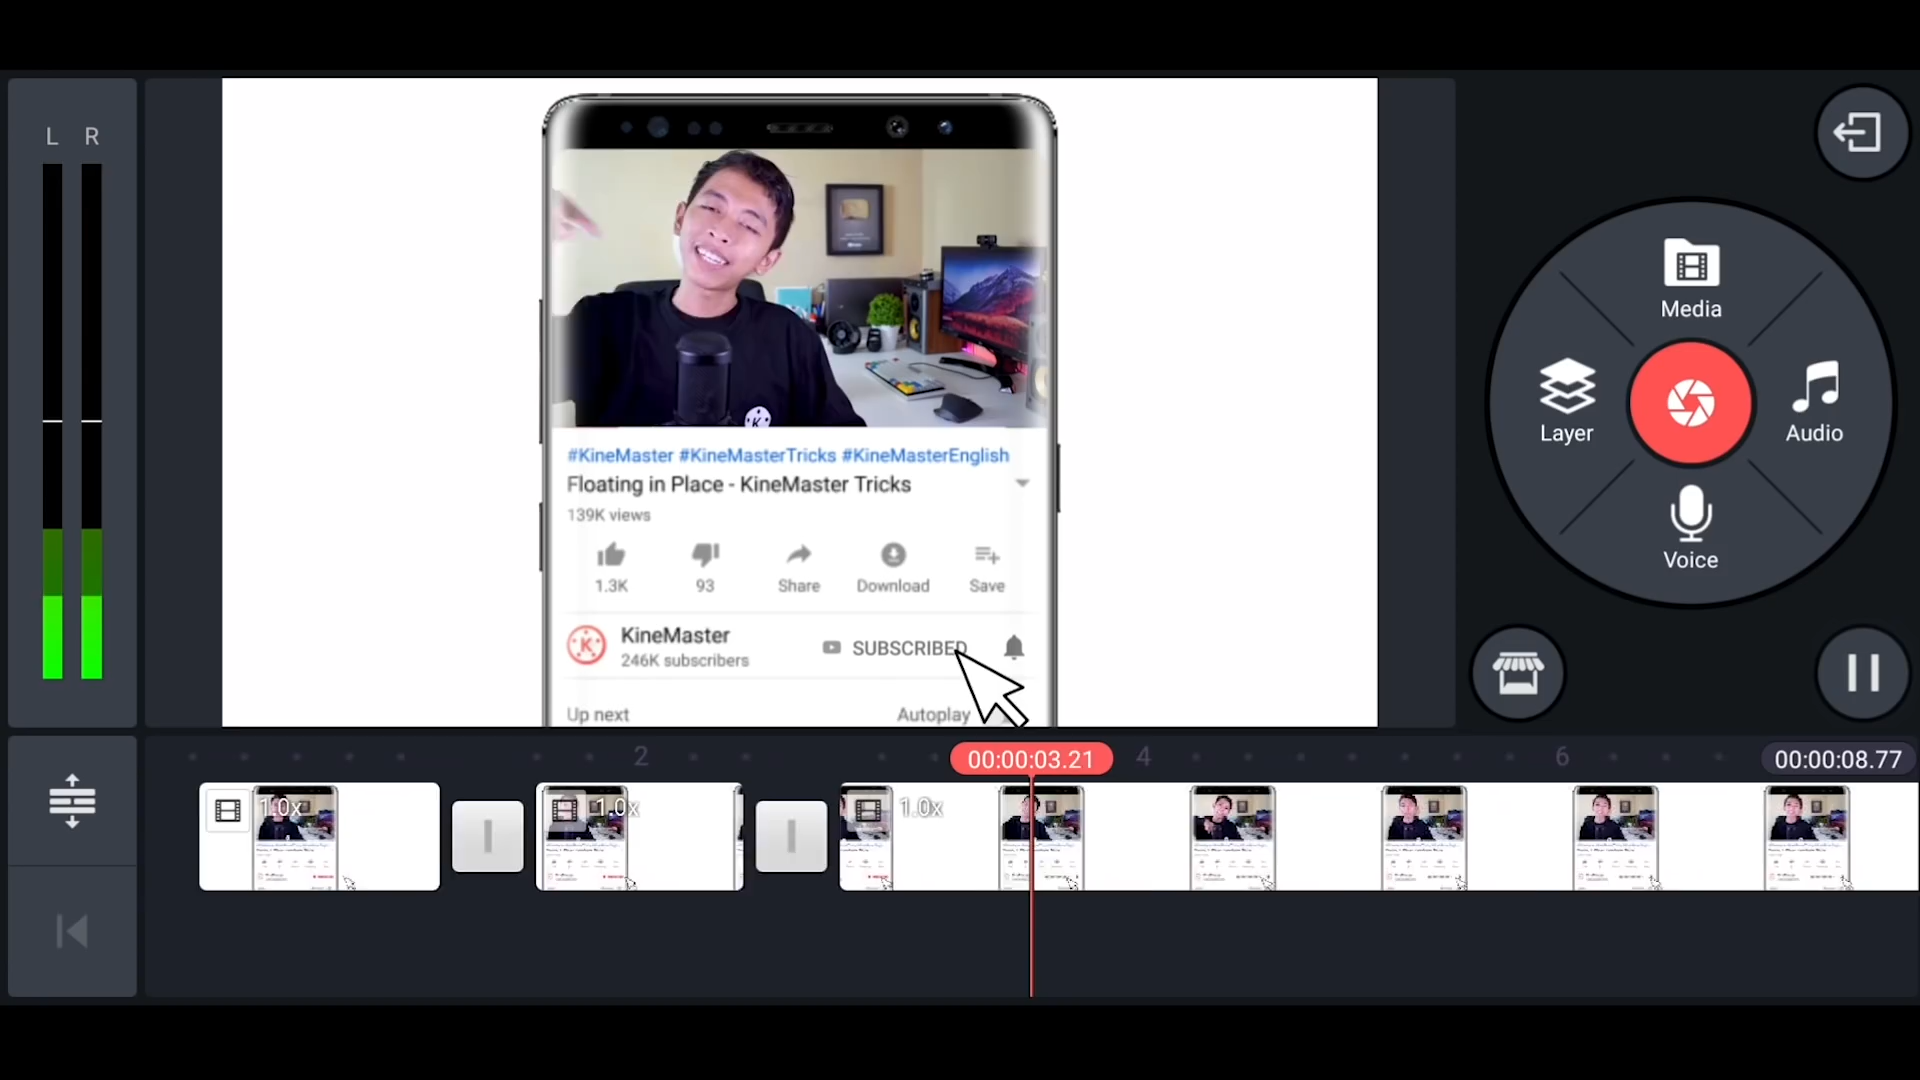 L R
Media
Layer
Audio
Voice
#KineMaster #KineMasterTricks #KineMasterEnglish
Floating in Place - KineMaster Tricks
139K views
1.3K 93 Share Download Save
KineMaster
246K subscribers
SUBSCRIBED
Up next Autoplay
2 00:00:03.21 4 6 00:00:08.77
1.0x 1.0x 1.0x